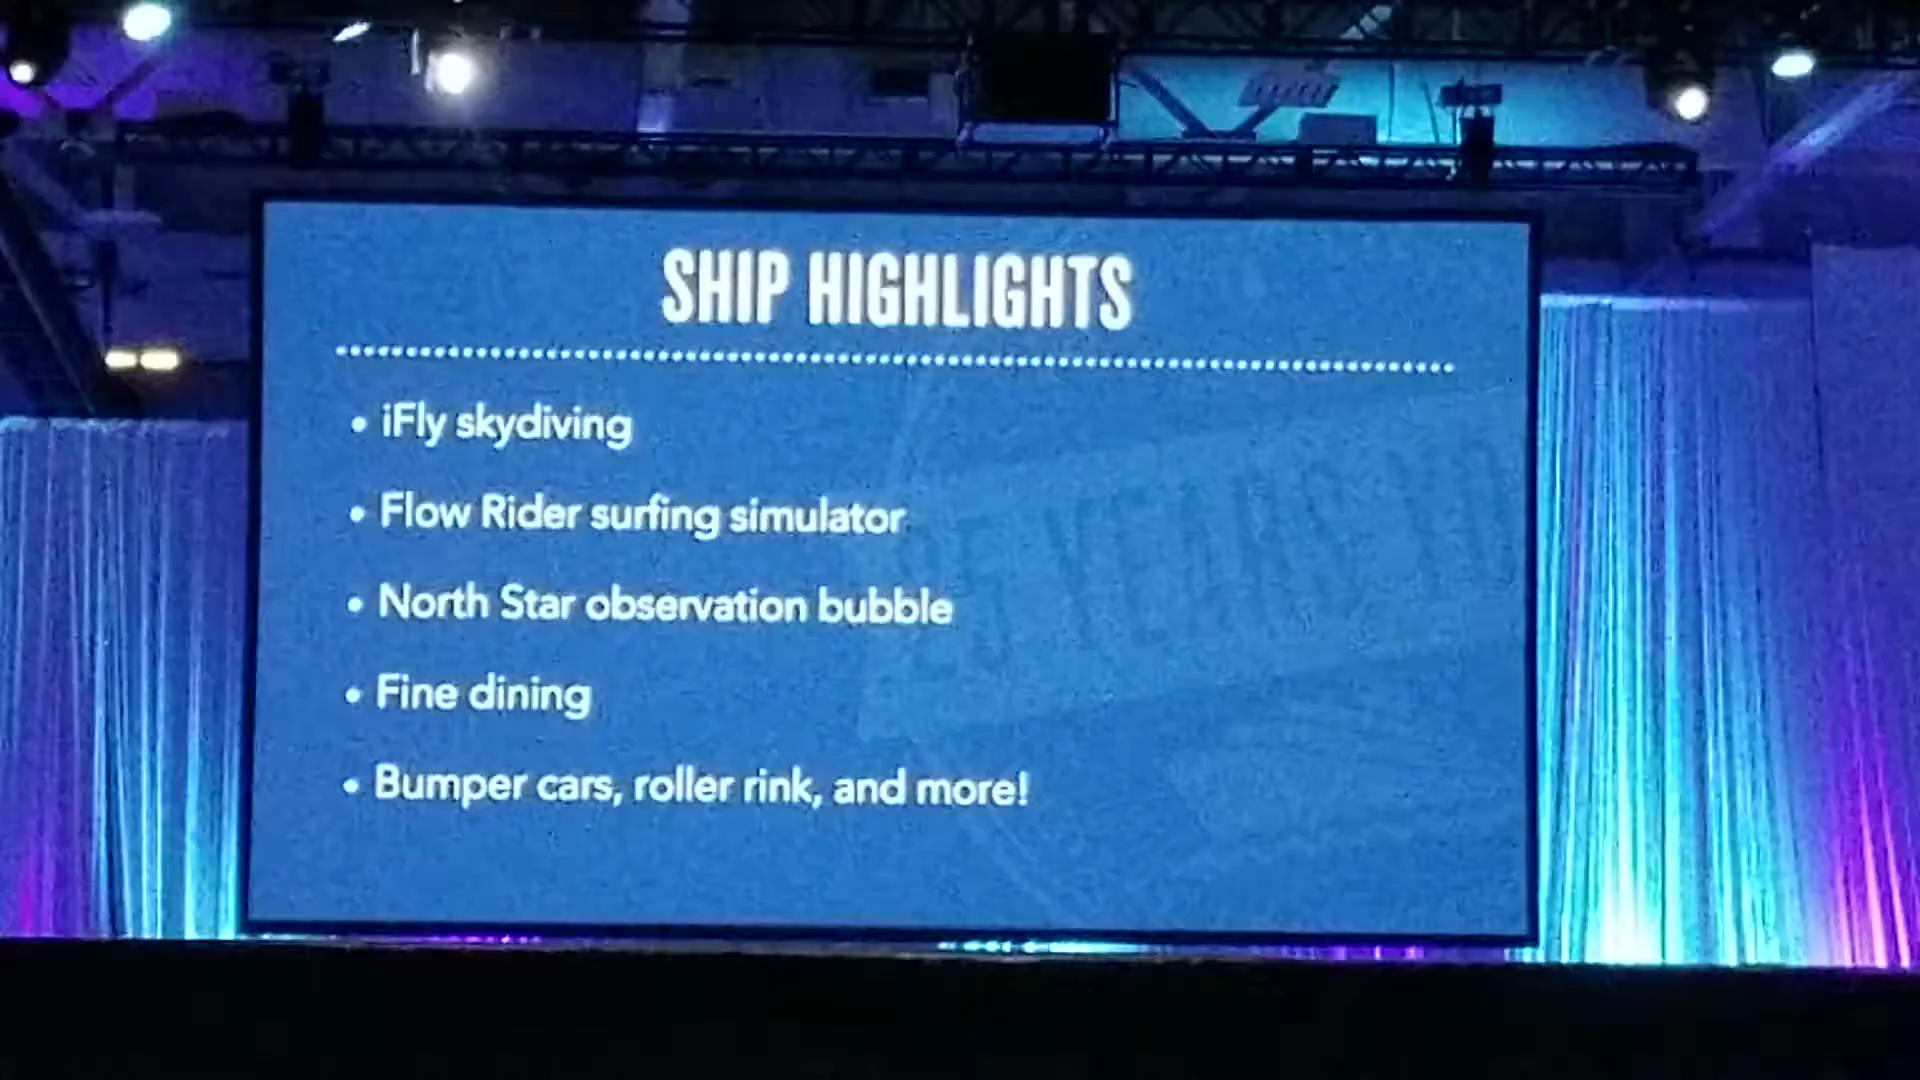 SHIP HIGHLIGHTS
• iFly skydiving
• Flow Rider surfing simulator
• North Star observation bubble
• Fine dining
• Bumper cars, roller rink, and more!